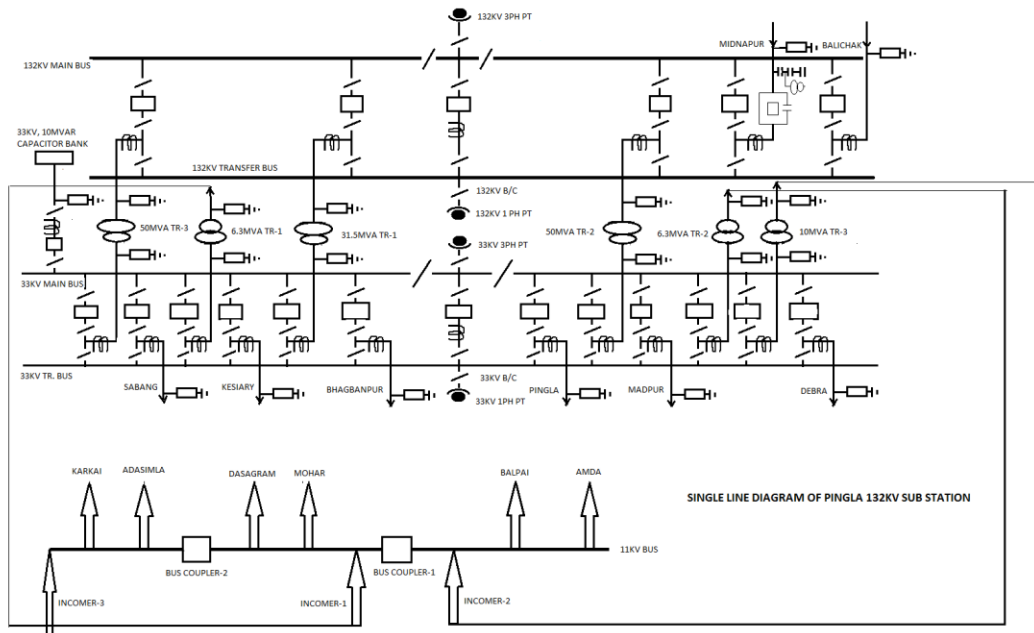 132KV 3PH PT
MIDNAPUR
BALICHAK
132KV MAIN BUS
33KV, 10MVAR
CAPACITOR BANK
132KV TRANSFER BUS
132KV B/C
132KV 1 PH PT
50MVA TR-3
6.3MVA TR-1
31.5MVA TR-1
50MVA TR-2
6.3MVA TR-2
10MVA TR-3
33KV 3PH PT
33KV MAIN BUS
33KV TR. BUS
33KV B/C
33KV 1PH PT
SABANG
KESIARY
BHAGBANPUR
PINGLA
MADPUR
DEBRA
KARKAI
ADASIMLA
DASAGRAM
MOHAR
BALPAI
AMDA
SINGLE LINE DIAGRAM OF PINGLA 132KV SUB STATION
11KV BUS
BUS COUPLER-2
BUS COUPLER-1
INCOMER-3
INCOMER-1
INCOMER-2